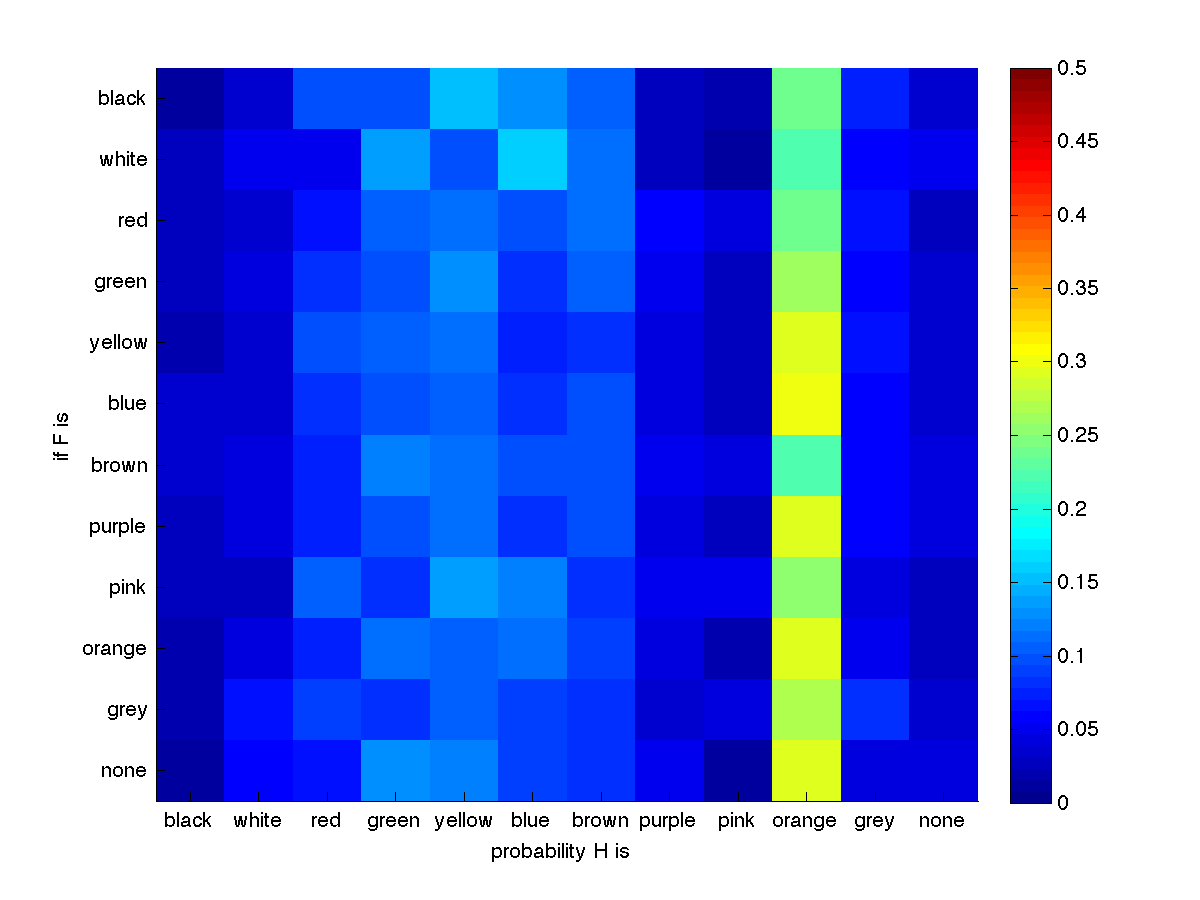 black
white
red
green
yellow
blue
brown
purple
pink
orange
grey
none
if F is
black white red green yellow blue brown purple pink orange grey none
probability H is
0.5
0.45
0.4
0.35
0.3
0.25
0.2
0.15
0.1
0.05
0